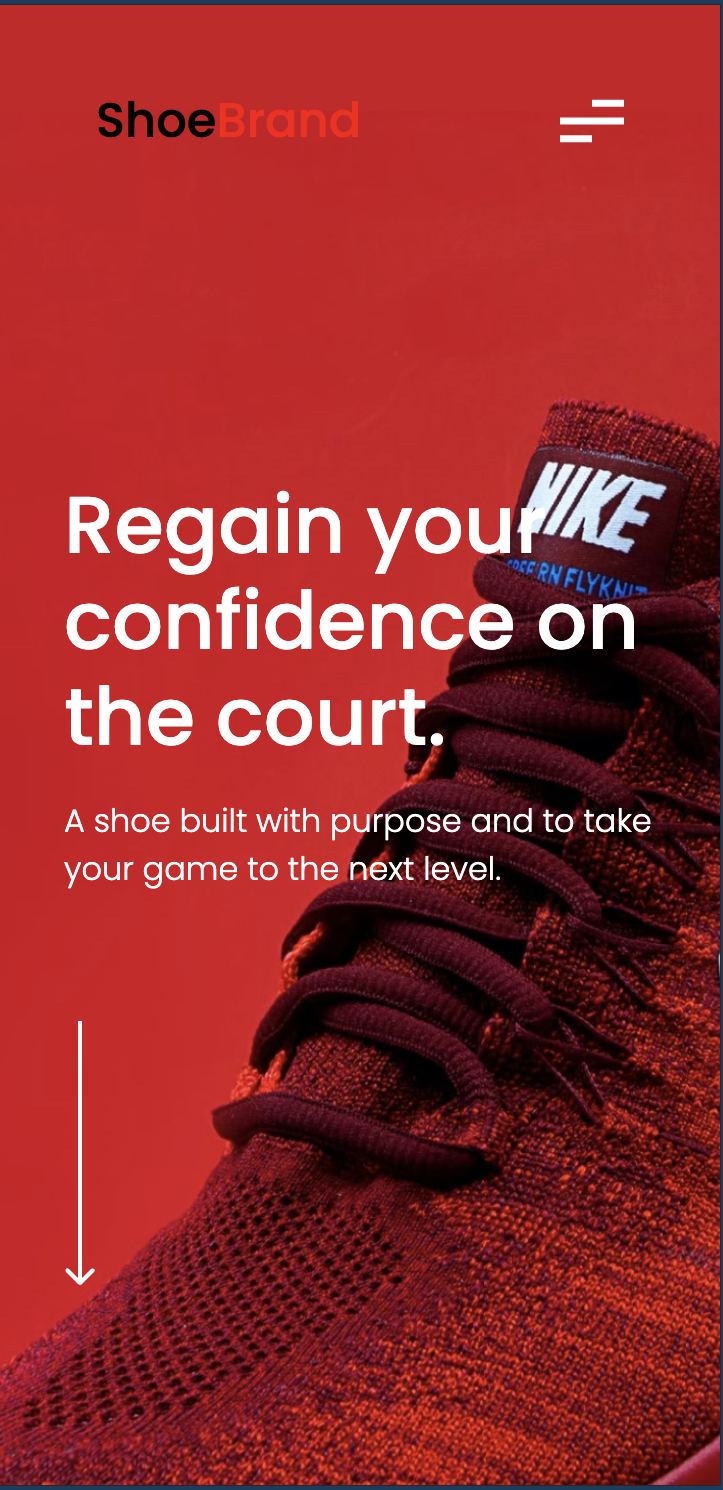 ShoeBrand
NIKE
Regain your
FREE RN FLYKNIT
confidence on
the court.
A shoe built with purpose and to take
your game to the next level.